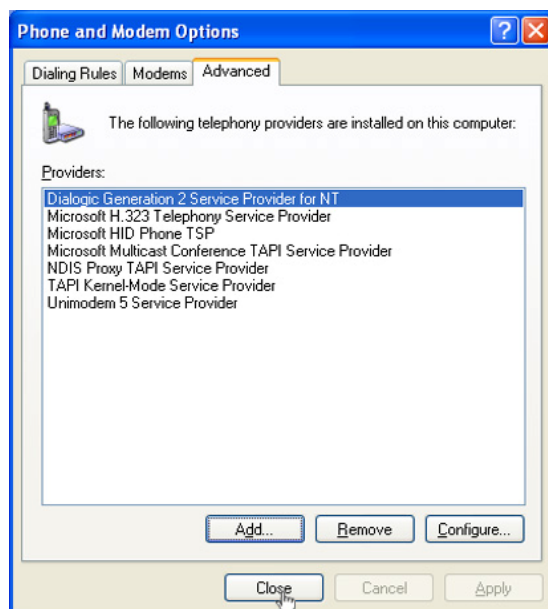 Phone and Modem Options
Dialing Rules Modems Advanced
The following telephony providers are installed on this computer:
Providers:
Dialogic Generation 2 Service Provider for NT
Microsoft H.323 Telephony Service Provider
Microsoft HID Phone TSP
Microsoft Multicast Conference TAPI Service Provider
NDIS Proxy TAPI Service Provider
TAPI Kernel-Mode Service Provider
Unimodem 5 Service Provider
Add... Remove Configure...
Close Cancel Apply